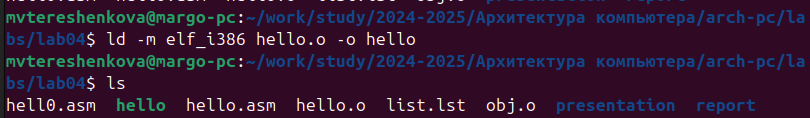 mvtereshenkova@margo-pc:~/work/study/2024-2025/Архитектура компьютера/arch-pc/la
bs/lab04$ ld -m elf_i386 hello.o -o hello
mvtereshenkova@margo-pc:~/work/study/2024-2025/Архитектура компьютера/arch-pc/la
bs/lab04$ ls
hell0.asm  hello  hello.asm  hello.o  list.lst  obj.o  presentation  report